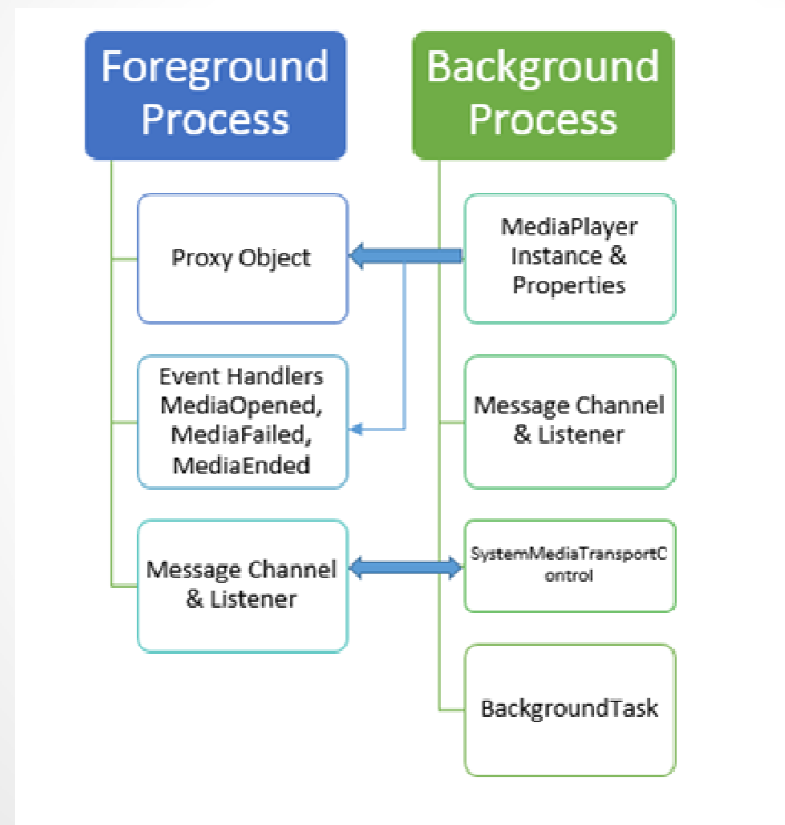 Foreground
Process
Proxy Object
Event Handlers
MediaOpened,
MediaFailed,
MediaEnded
Message Channel
& Listener
Background
Process
MediaPlayer
Instance &
Properties
Message Channel
& Listener
SystemMediaTransportC
ontrol
BackgroundTask